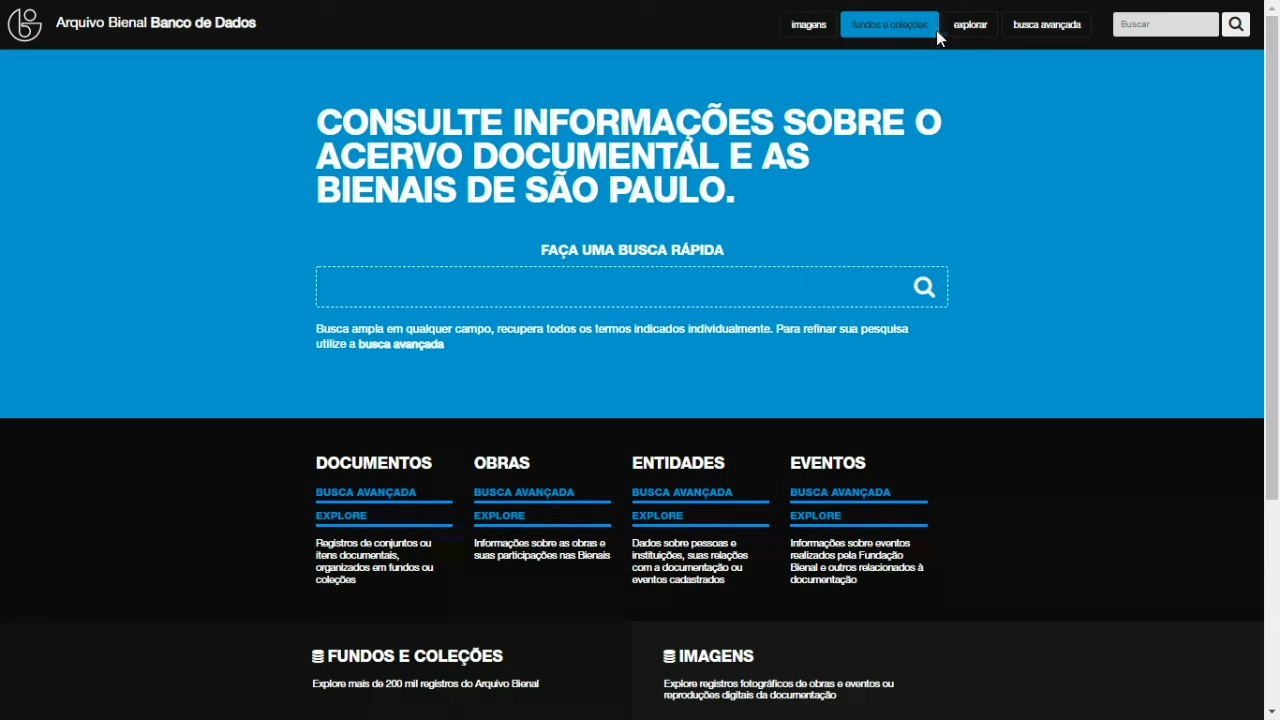 Arquivo Bienal Banco de Dados
imagens
fundos e coleções
explorar
busca avançada
Buscar
CONSULTE INFORMAÇÕES SOBRE O
ACERVO DOCUMENTAL E AS
BIENAIS DE SÃO PAULO.
FAÇA UMA BUSCA RÁPIDA
Busca ampla em qualquer campo, recupera todos os termos indicados individualmente. Para refinar sua pesquisa
utilize a busca avançada
DOCUMENTOS
BUSCA AVANÇADA
EXPLORE
Registros de conjuntos ou
itens documentais,
organizados em fundos ou
coleções
OBRAS
BUSCA AVANÇADA
EXPLORE
Informações sobre as obras e
suas participações nas Bienais
ENTIDADES
BUSCA AVANÇADA
EXPLORE
Dados sobre pessoas e
instituições, suas relações
com a documentação ou
eventos cadastrados
EVENTOS
BUSCA AVANÇADA
EXPLORE
Informações sobre eventos
realizados pela Fundação
Bienal e outros relacionados à
documentação
FUNDOS E COLEÇÕES
Explore mais de 200 mil registros do Arquivo Bienal
IMAGENS
Explore registros fotográficos de obras e eventos ou
reproduções digitais da documentação